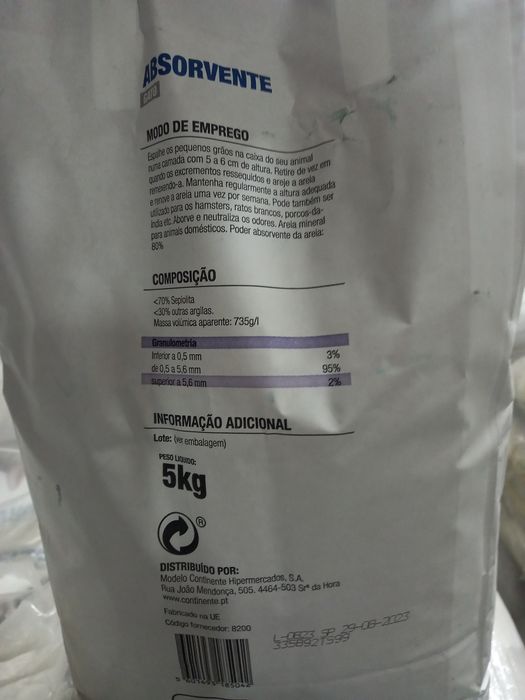 ABSORVENTE
GATO
MODO DE EMPREGO
Espalhe os pequenos grãos na caixa do seu animal
numa camada com 5 a 6 cm de altura. Retire de vez em
quando os excrementos ressequidos e areje a areia
remexendo-a. Mantenha regularmente a altura adequada
e renove a areia uma vez por semana. Pode também ser
utilizado para os hamsters, ratos brancos, porcos-da-
índia etc. Aborve e neutraliza os odores. Areia mineral
para animais domésticos. Poder absorvente da areia:
80%
COMPOSIÇÃO
<70% Sepiolita
<30% outras argilas.
Massa volúmica aparente: 735g/l
Granulometria
Inferior a 0,5 mm 3%
de 0,5 a 5,6 mm 95%
superior a 5,6 mm 2%
INFORMAÇÃO ADICIONAL
Lote: (ver embalagem)
PESO LÍQUIDO:
5kg
®
DISTRIBUÍDO POR:
Modelo Continente Hipermercados, S.A.
Rua João Mendonça, 505. 4464-503 Srª da Hora
www.continente.pt
Fabricado na UE
Código fornecedor: 8200
L-0823 SP 29-08-2023